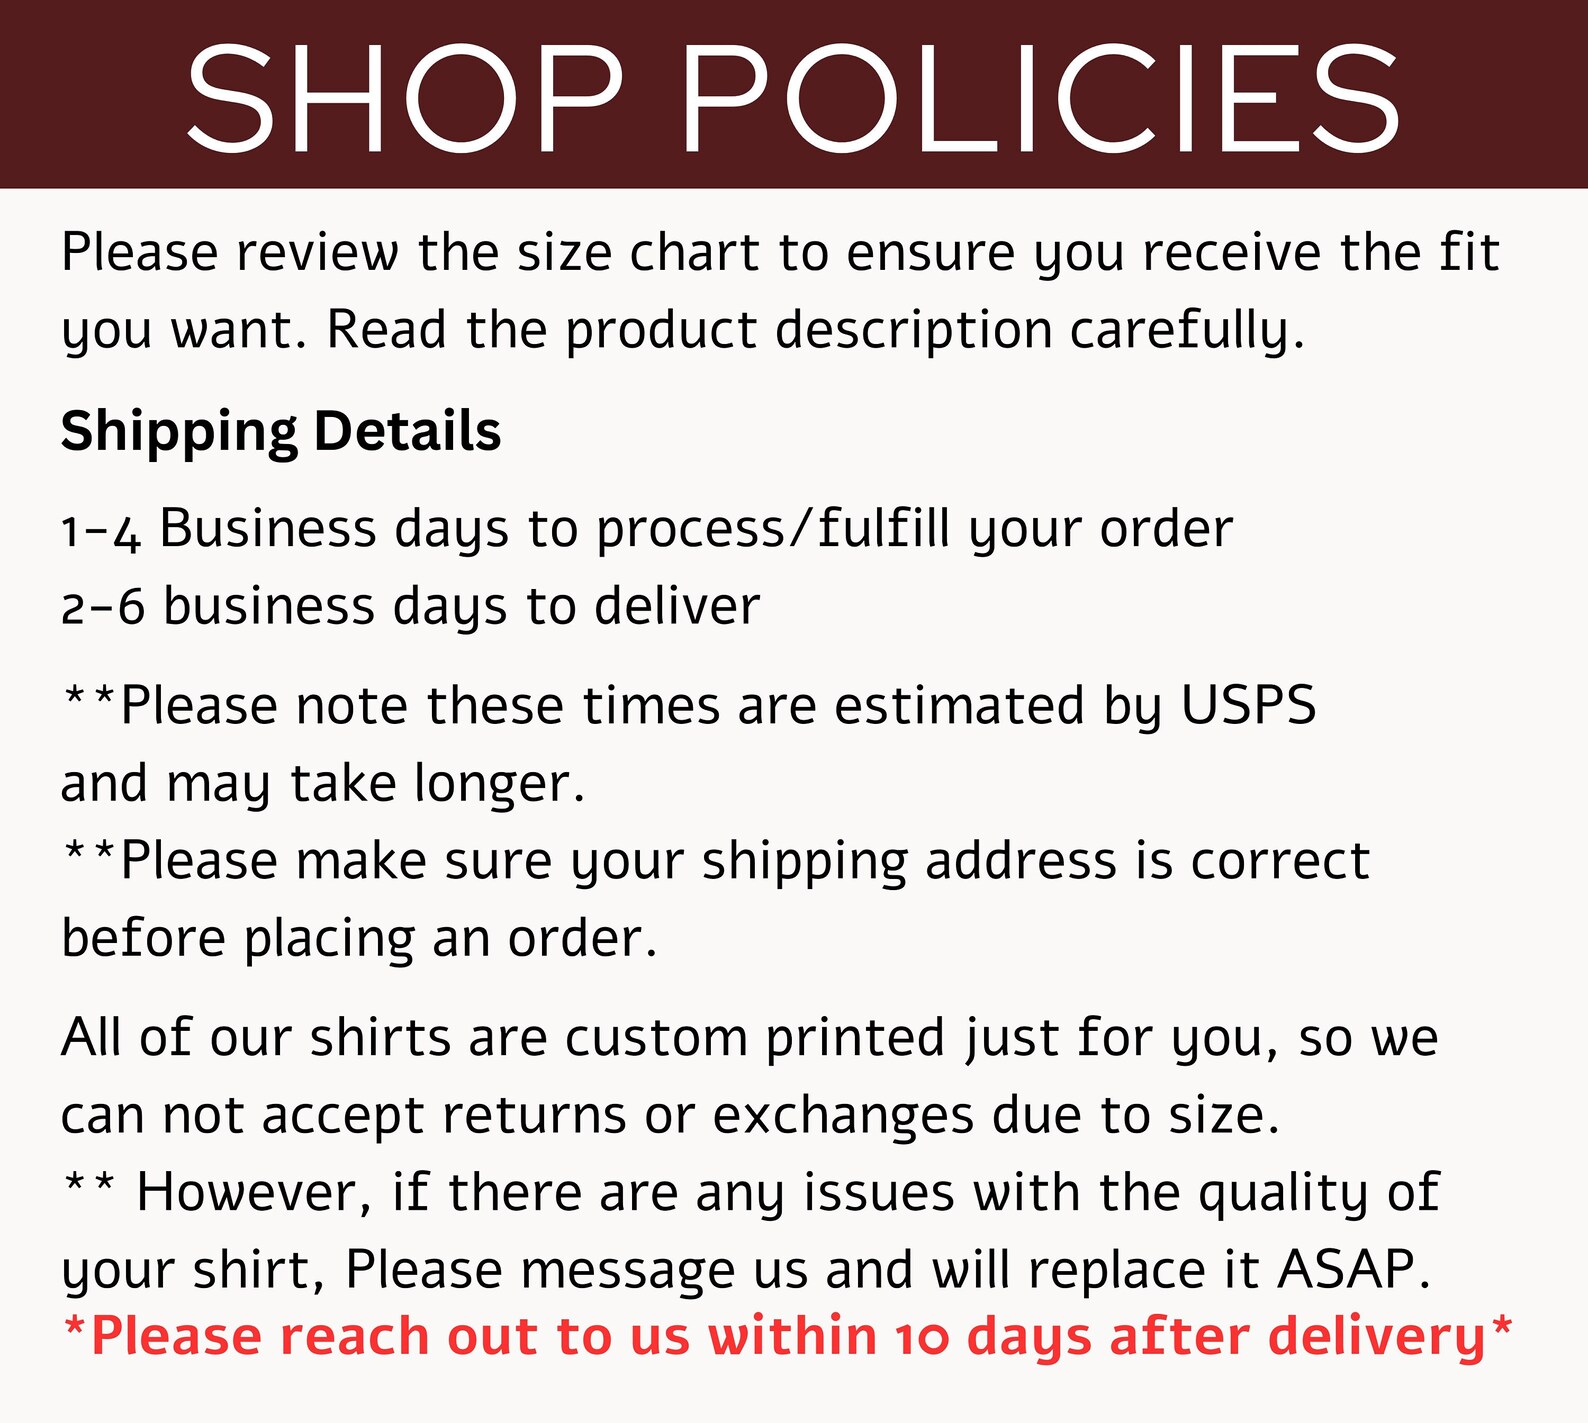 SHOP POLICIES
Please review the size chart to ensure you receive the fit
you want. Read the product description carefully.
Shipping Details
1-4 Business days to process/fulfill your order
2-6 business days to deliver
**Please note these times are estimated by USPS
and may take longer.
**Please make sure your shipping address is correct
before placing an order.
All of our shirts are custom printed just for you, so we
can not accept returns or exchanges due to size.
** However, if there are any issues with the quality of
your shirt, Please message us and will replace it ASAP.
*Please reach out to us within 10 days after delivery*